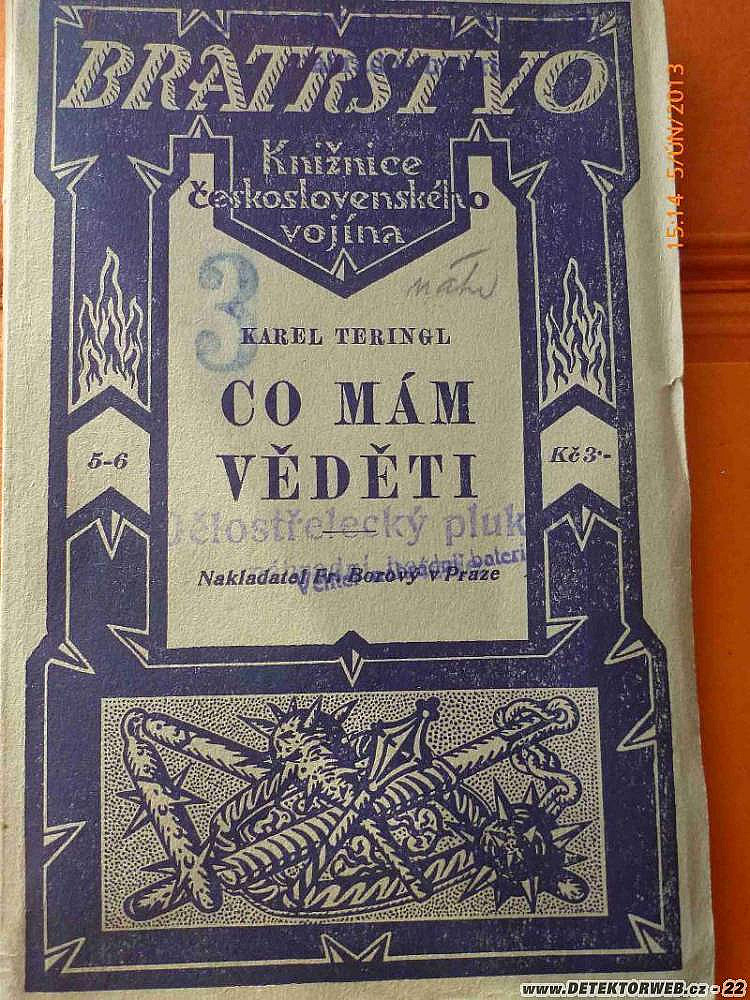 BRATRSTVO
Knižnice
československého
vojína
3
KAREL TERINGL
CO MÁM
VĚDĚTI
5-6
Kč 3·-
Dělostřelecký pluk
Nakladatel Fr. Borový v Praze
15:14 5/ÚN/2013
www.DETEKTORWEB.cz - 22